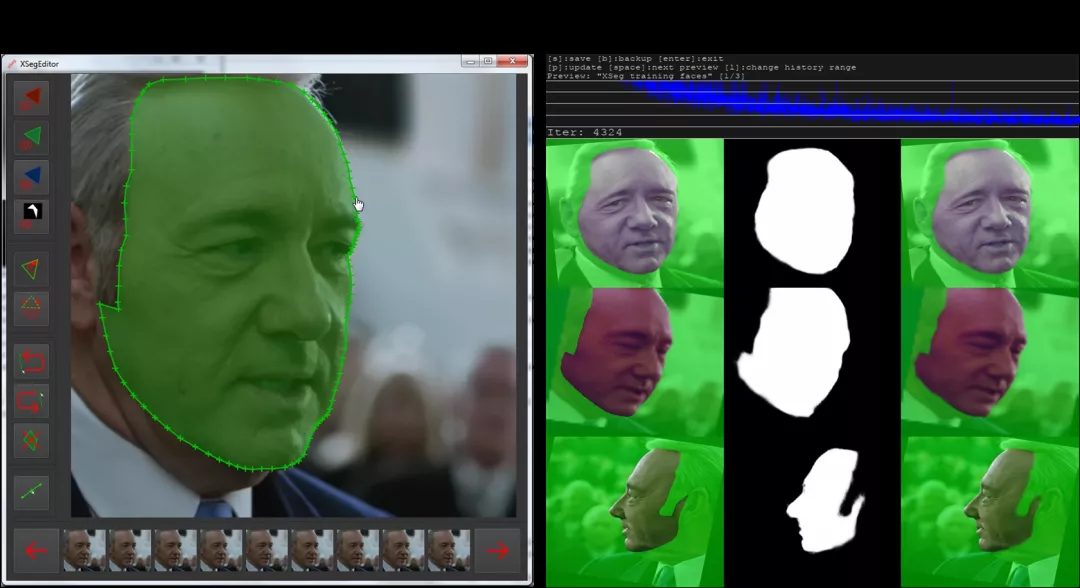 XSegEditor
[s]:save [b]:backup [enter]:exit
[p]:update [space]:next preview [l]:change history range
Preview: "XSeg training faces" [1/3]
Iter: 4324